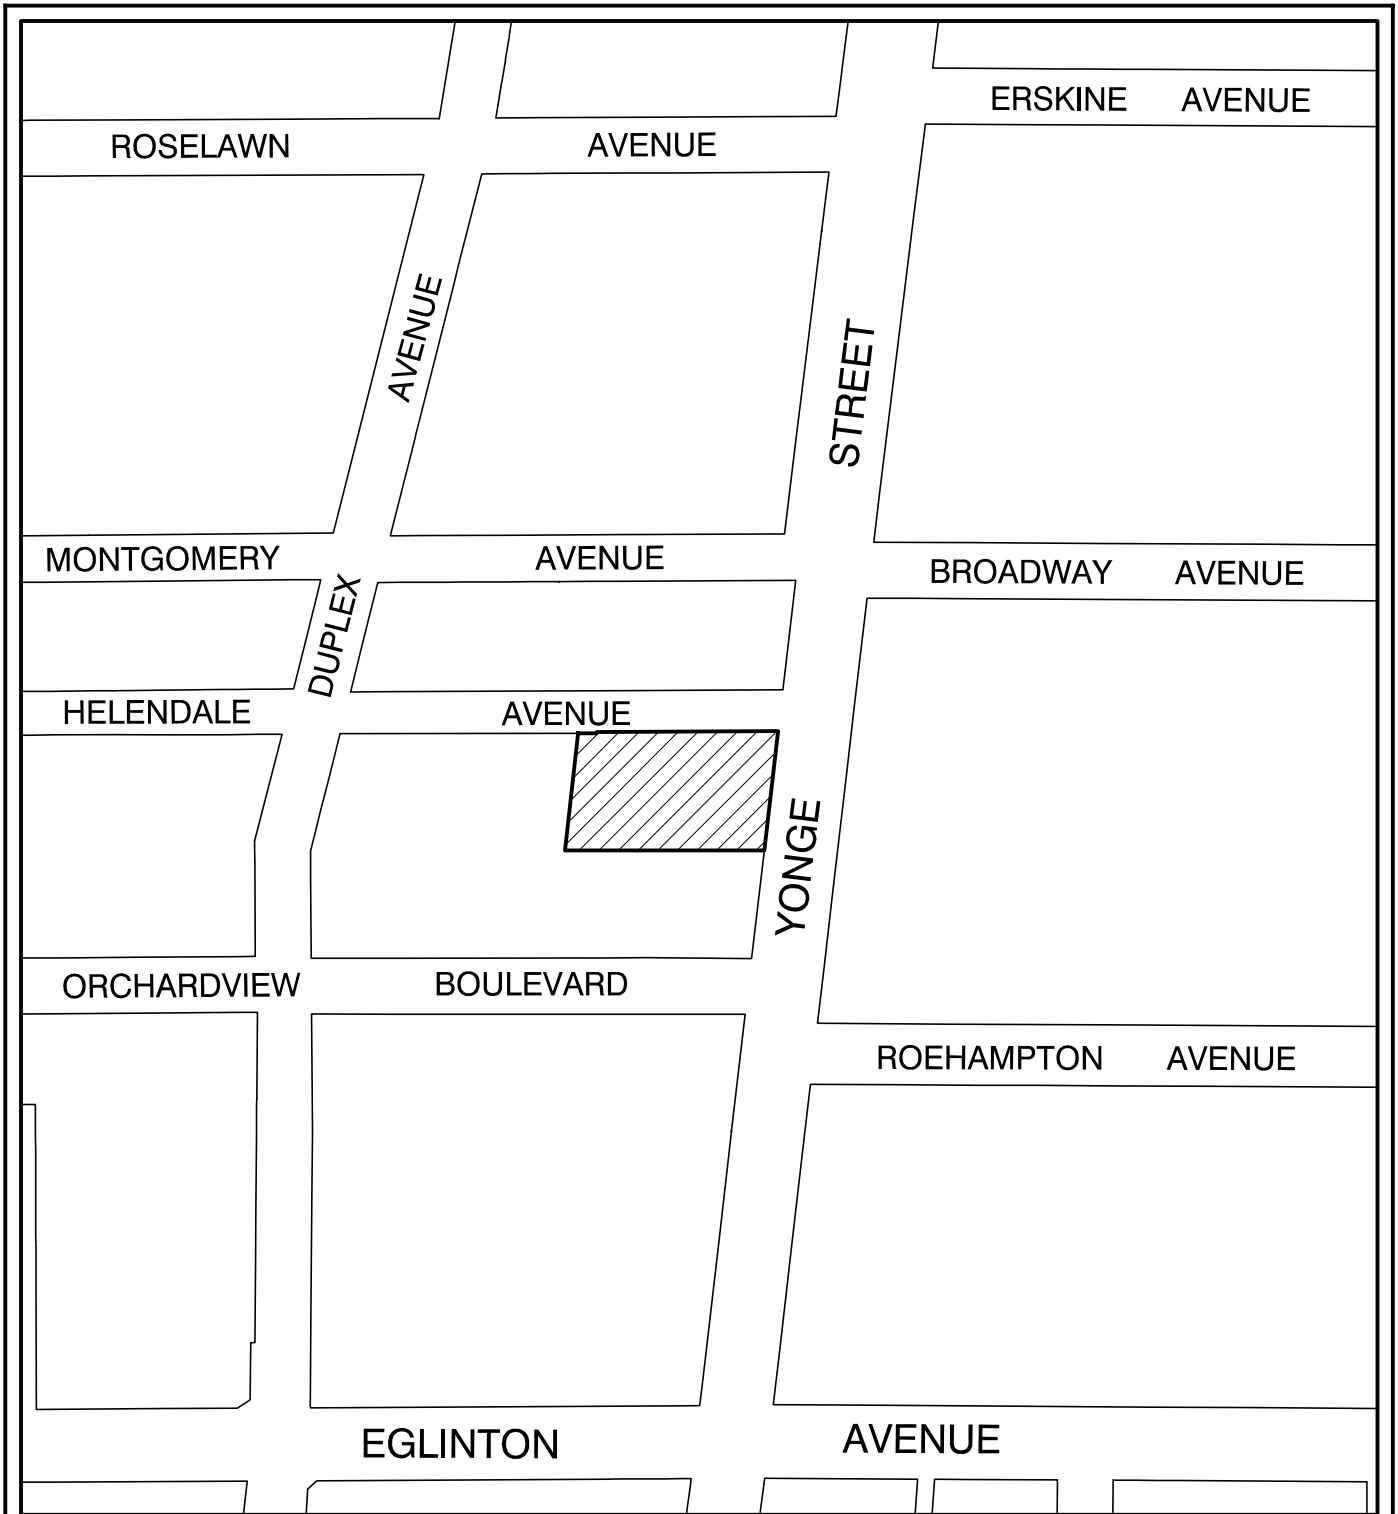 ERSKINE AVENUE
ROSELAWN AVENUE
DUPLEX AVENUE
YONGE STREET
MONTGOMERY AVENUE
BROADWAY AVENUE
HELENDALE AVENUE
ORCHARDVIEW BOULEVARD
ROEHAMPTON AVENUE
EGLINTON AVENUE